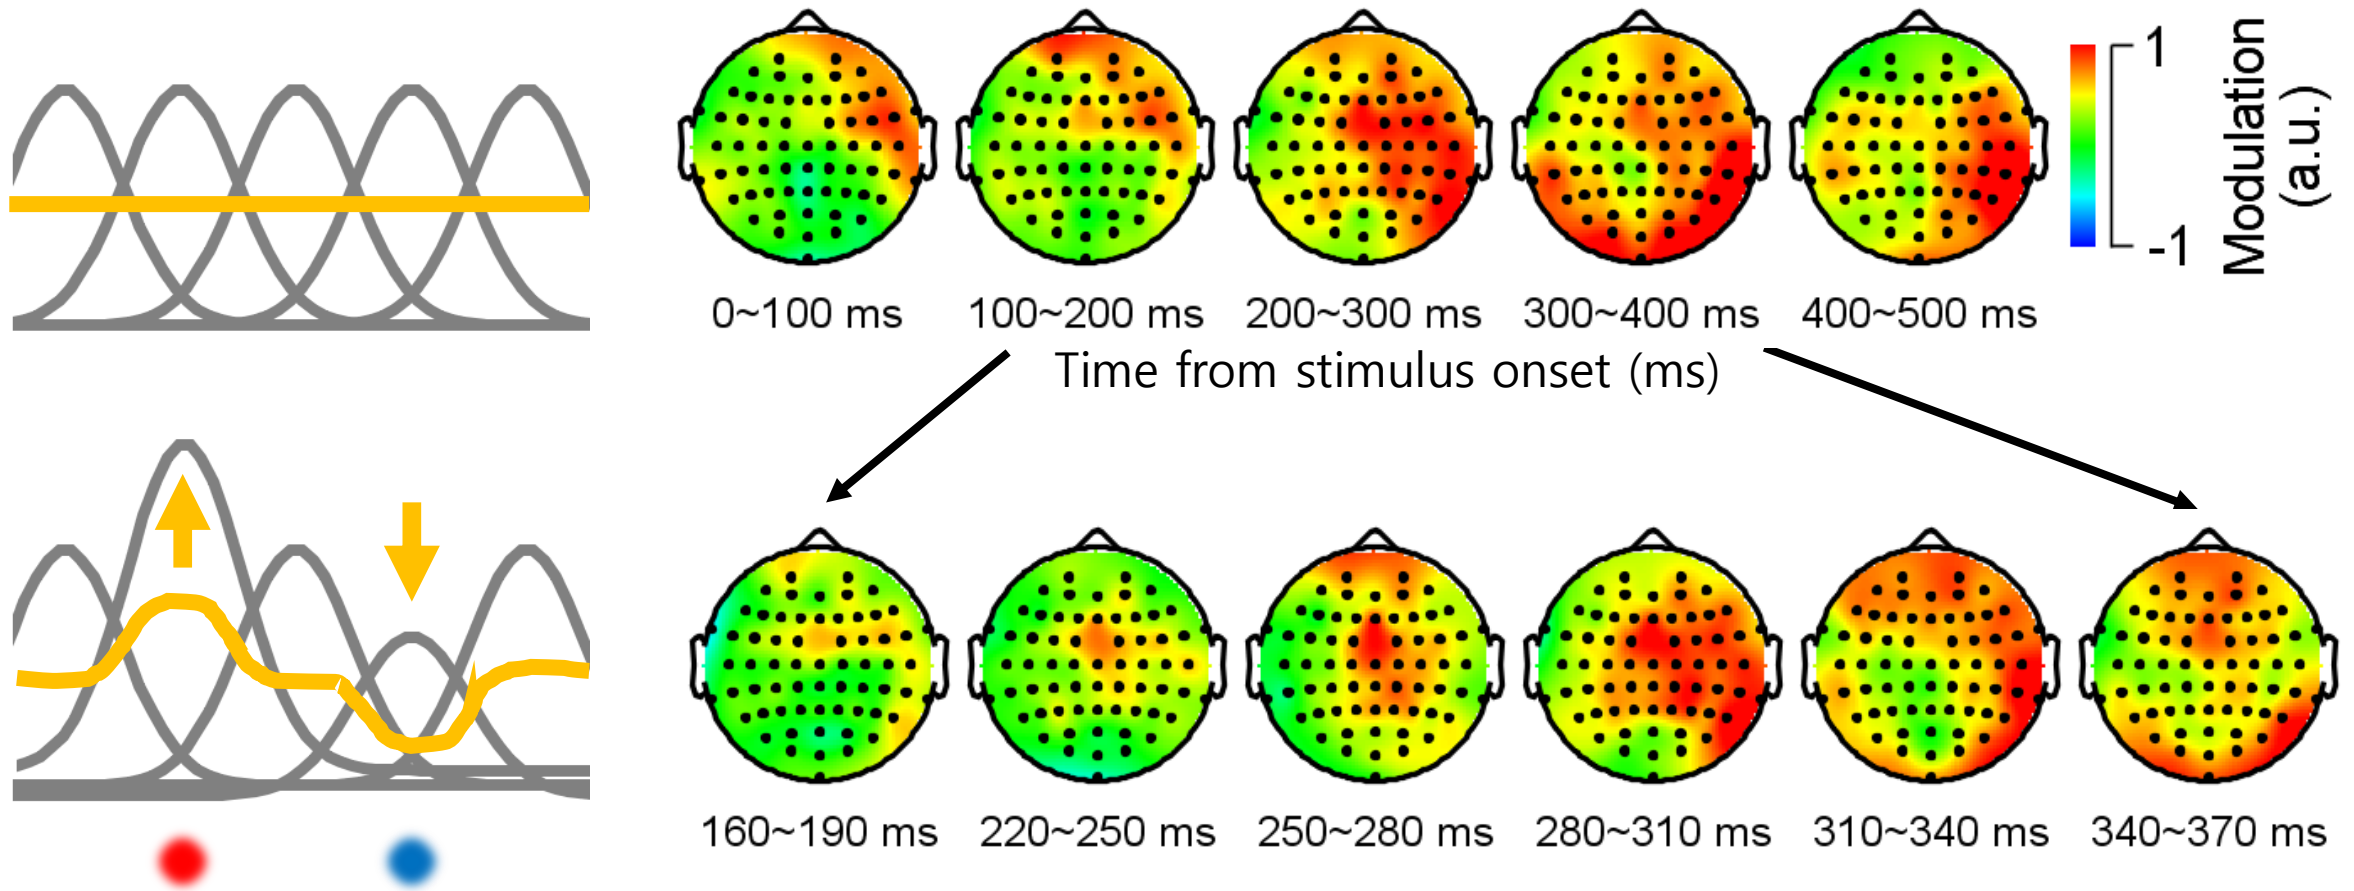 0~100 ms 100~200 ms 200~300 ms 300~400 ms 400~500 ms
1
-1
Modulation
(a.u.)
Time from stimulus onset (ms)
160~190 ms 220~250 ms 250~280 ms 280~310 ms 310~340 ms 340~370 ms